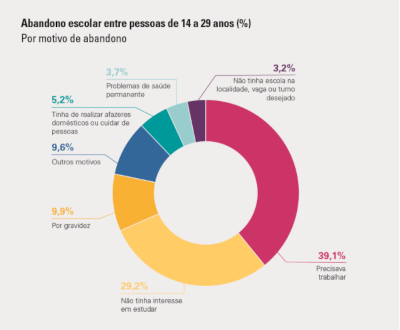 Abandono escolar entre pessoas de 14 a 29 anos (%)
Por motivo de abandono
3,7%
Problemas de saúde
permanente
3,2%
Não tinha escola na
localidade, vaga ou turno
desejado
5,2%
Tinha de realizar afazeres
domésticos ou cuidar de
pessoas
9,6%
Outros motivos
9,9%
Por gravidez
39,1%
Precisava
trabalhar
29,2%
Não tinha interesse
em estudar